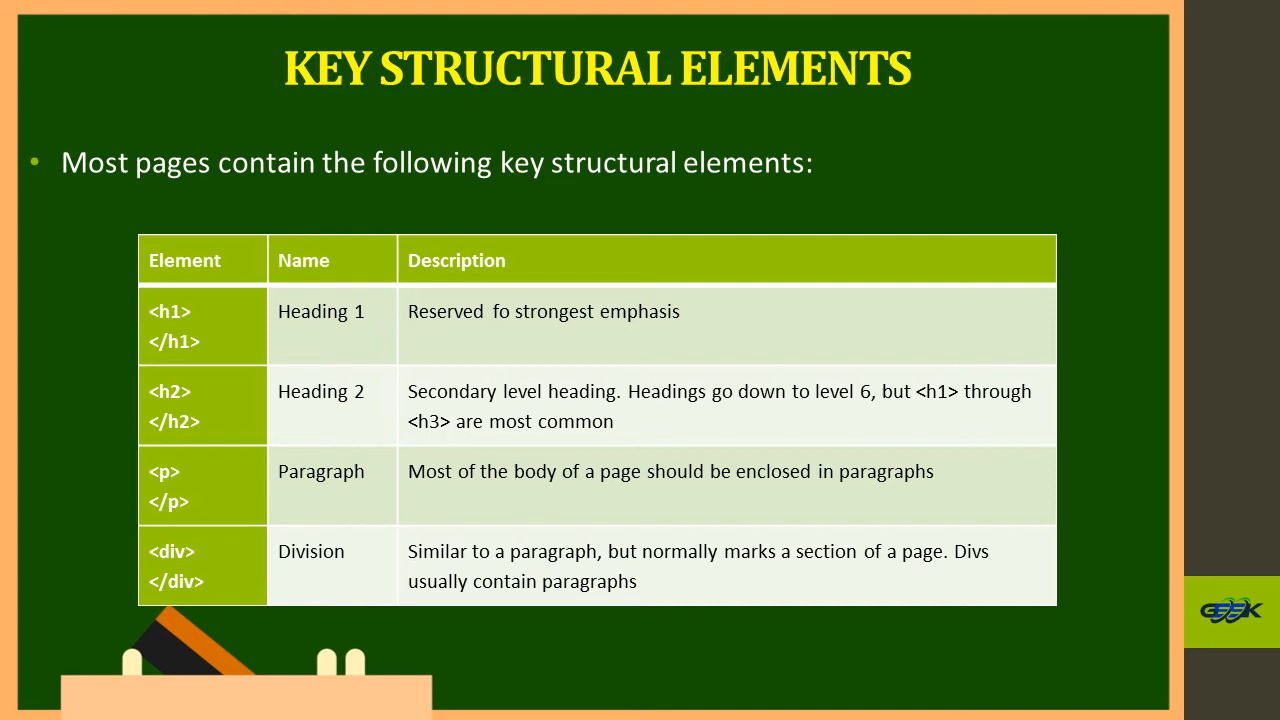 KEY STRUCTURAL ELEMENTS
• Most pages contain the following key structural elements:
Element Name Description
<h1> Heading 1 Reserved fo strongest emphasis
</h1>
<h2> Heading 2 Secondary level heading. Headings go down to level 6, but <h1> through
</h2> <h3> are most common
<p> Paragraph Most of the body of a page should be enclosed in paragraphs
</p>
<div> Division Similar to a paragraph, but normally marks a section of a page. Divs
</div> usually contain paragraphs
GEEK